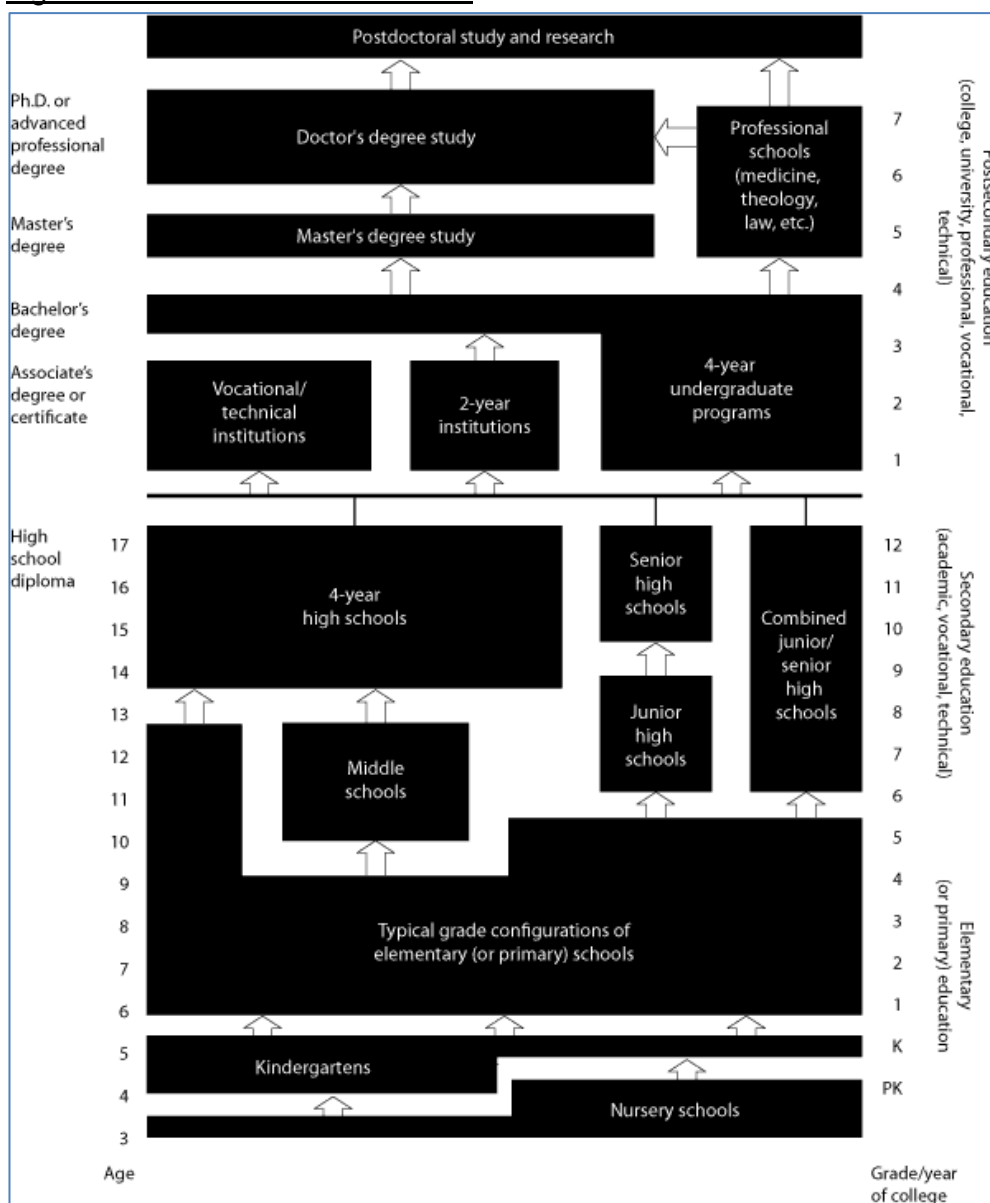 Postdoctoral study and research
Ph.D. or
advanced
professional
degree
Doctor's degree study
Professional
schools
(medicine,
theology,
law, etc.)
7
6
Master's
degree
Master's degree study
5
4
Bachelor's
degree
3
Associate's
degree or
certificate
Vocational/
technical
institutions
2-year
institutions
4-year
undergraduate
programs
2
1
Postsecondary education
(college, university, professional, vocational,
technical)
High
school
diploma
17
16
15
14
13
12
11
10
9
8
7
6
5
4
3
4-year
high schools
Senior
high
schools
Combined
junior/
senior
high
schools
Junior
high
schools
Middle
schools
12
11
10
9
8
7
6
5
4
3
2
1
K
PK
Secondary education
(academic, vocational, technical)
Typical grade configurations of
elementary (or primary) schools
Elementary
(or primary) education
Kindergartens
Nursery schools
Age
Grade/year
of college